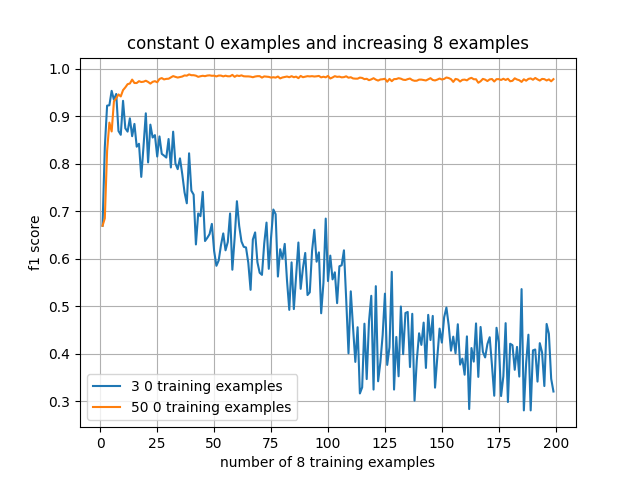 constant 0 examples and increasing 8 examples
1.0
0.9
0.8
0.7
0.6
0.5
0.4
0.3
f1 score
3 0 training examples
50 0 training examples
0 25 50 75 100 125 150 175 200
number of 8 training examples